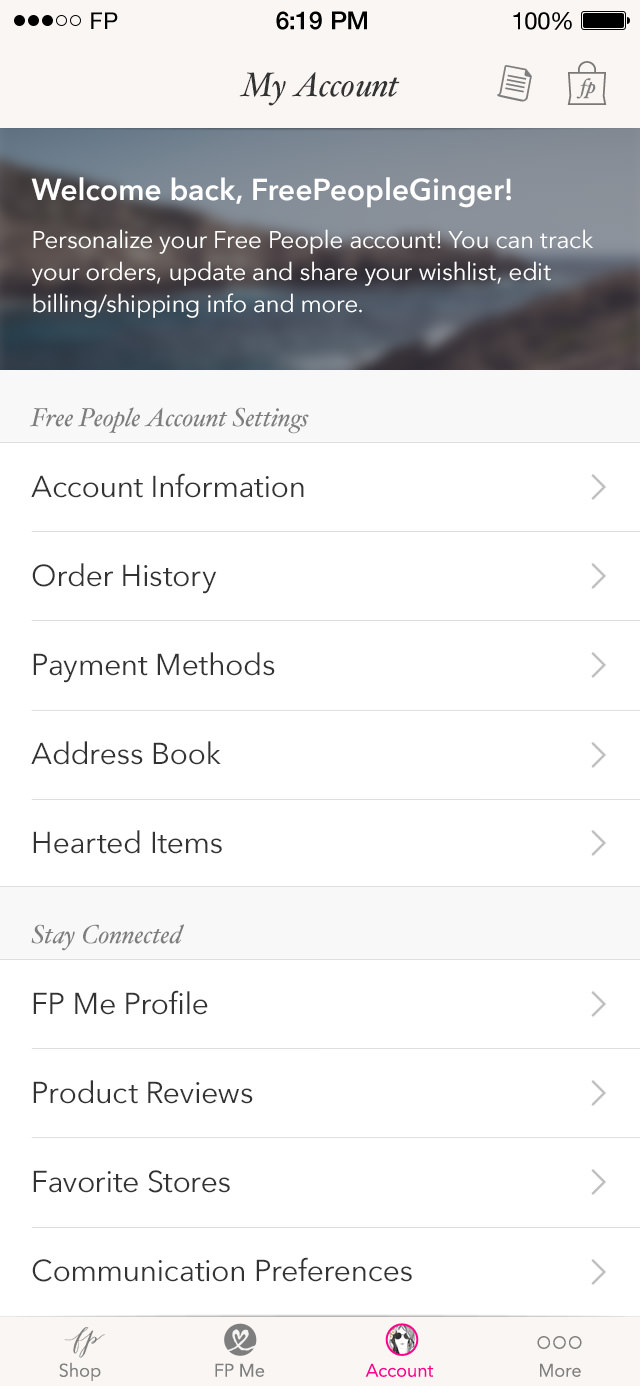 FP 6:19 PM 100%
My Account
fp
Welcome back, FreePeopleGinger!
Personalize your Free People account! You can track
your orders, update and share your wishlist, edit
billing/shipping info and more.
Free People Account Settings
Account Information
Order History
Payment Methods
Address Book
Hearted Items
Stay Connected
FP Me Profile
Product Reviews
Favorite Stores
Communication Preferences
fp
Shop
FP Me
Account
More